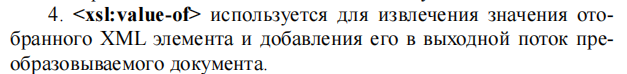 4. <xsl:value-of> используется для извлечения значения ото-
бранного XML элемента и добавления его в выходной поток пре-
образовываемого документа.